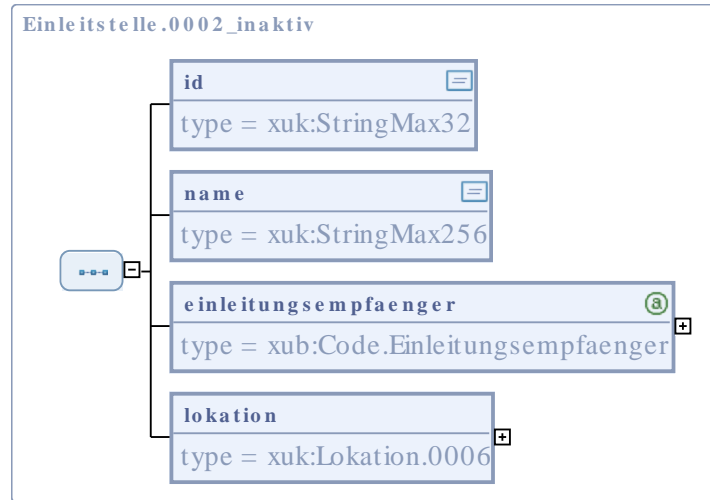 Einleitstelle.0002_inaktiv
id
type = xuk:StringMax32
name
type = xuk:StringMax256
einleitungsempfaenger
a
type = xub:Code.Einleitungsempfaenger
lokation
type = xuk:Lokation.0006